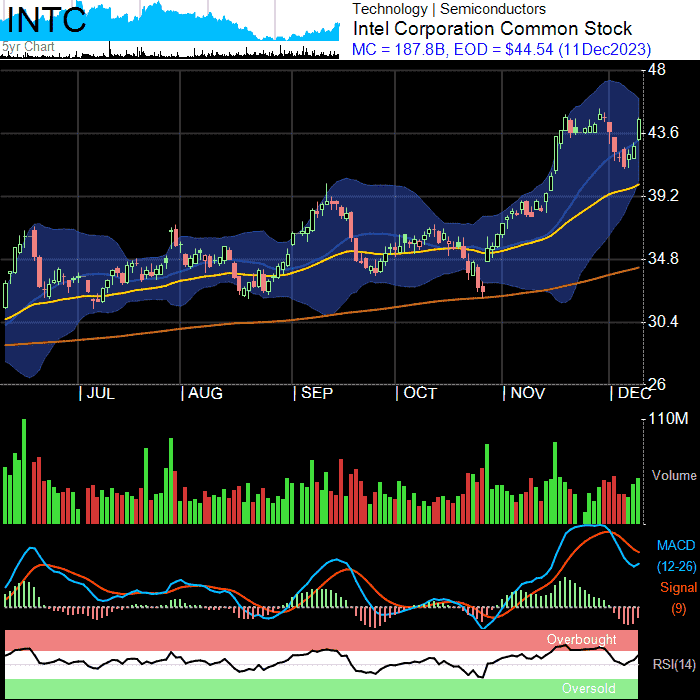 INTC
5yr Chart
Technology | Semiconductors
Intel Corporation Common Stock
MC = 187.8B, EOD = $44.54 (11Dec2023)
48
43.6
39.2
34.8
30.4
26
| JUL | AUG | SEP | OCT | NOV | DEC
110M
Volume
MACD
(12-26)
Signal
(9)
Overbought
RSI(14)
Oversold